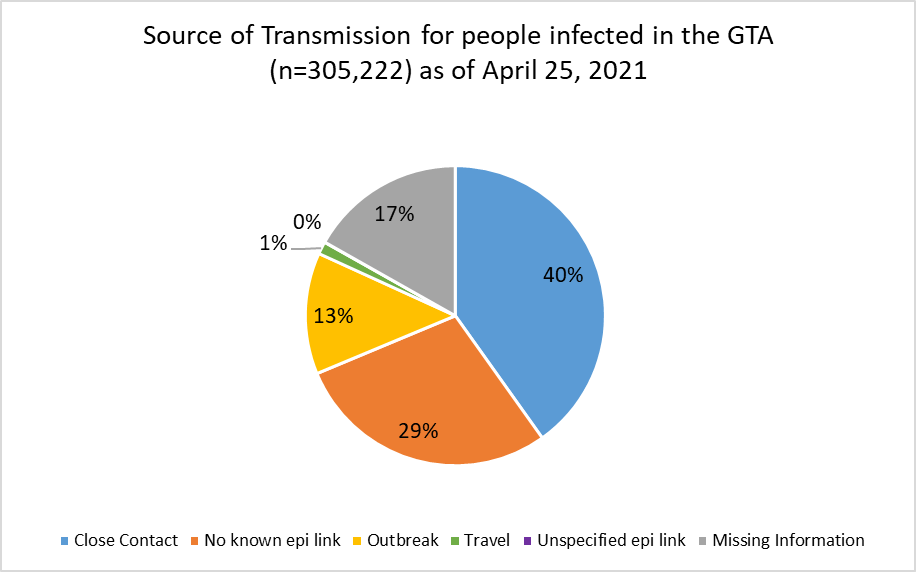 Source of Transmission for people infected in the GTA
(n=305,222) as of April 25, 2021
17%
0%
1%
40%
13%
29%
Close Contact No known epi link Outbreak Travel Unspecified epi link Missing Information